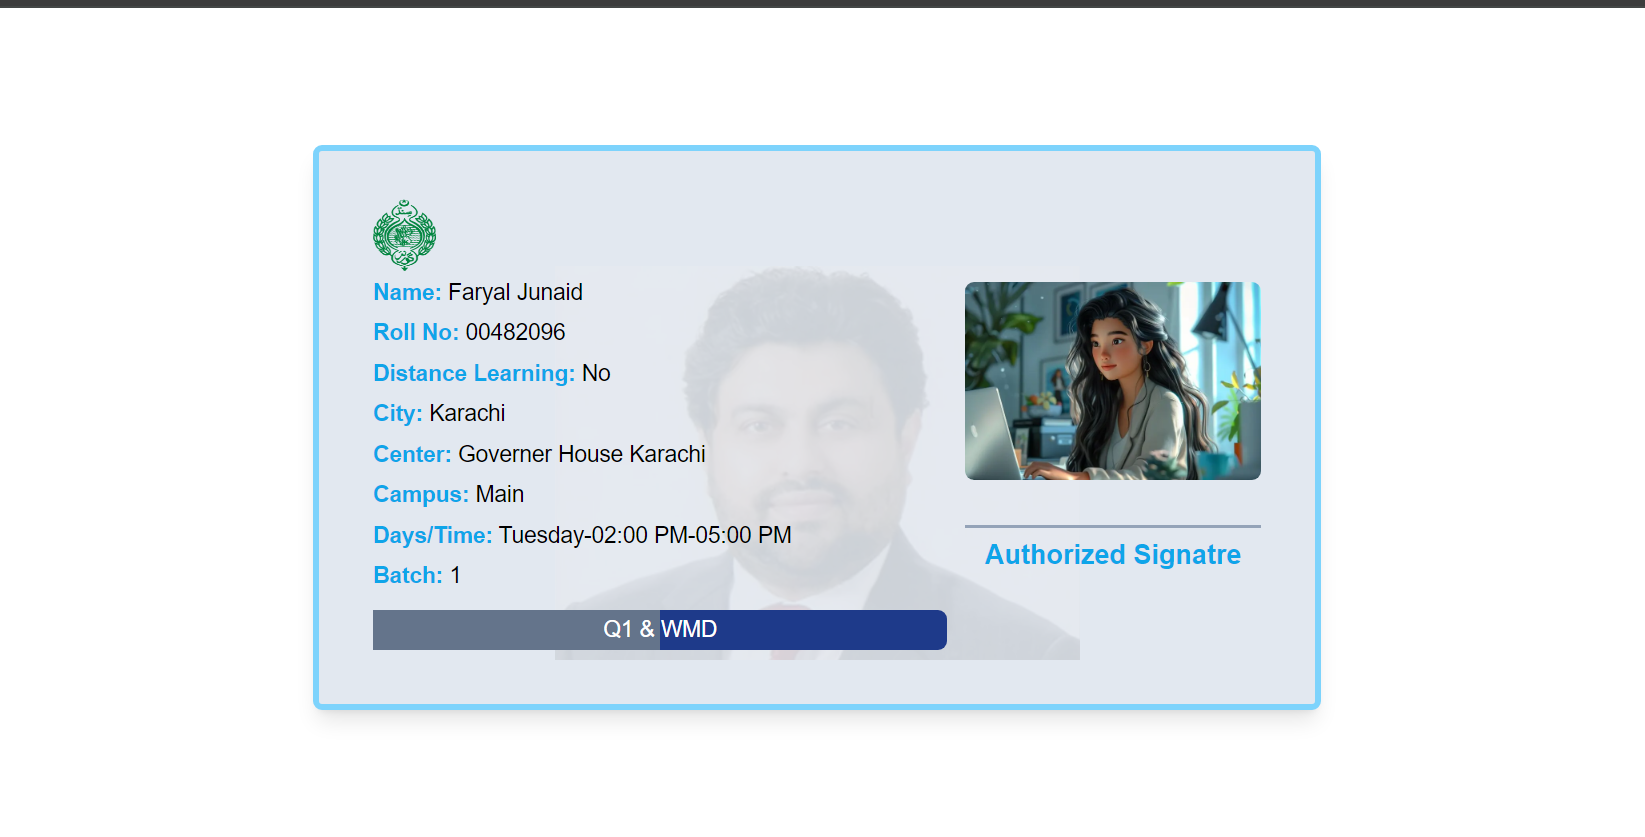 سندھ
Name: Faryal Junaid
Roll No: 00482096
Distance Learning: No
City: Karachi
Center: Governer House Karachi
Campus: Main
Days/Time: Tuesday-02:00 PM-05:00 PM
Batch: 1
Q1 & WMD
Authorized Signatre